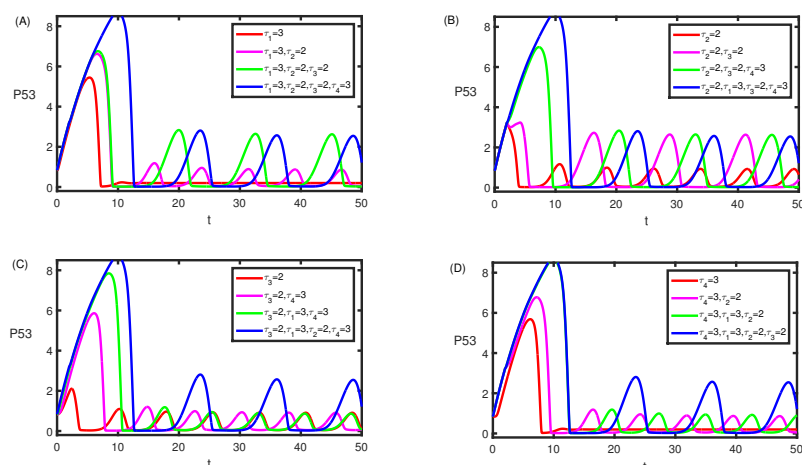 (A)
P53
8
6
4
2
0
0 10 20 30 40 50
t
τ1=3
τ1=3,τ2=2
τ1=3,τ2=2,τ3=2
τ1=3,τ2=2,τ3=2,τ4=3
(B)
P53
8
6
4
2
0
0 10 20 30 40 50
t
τ2=2
τ2=2,τ3=2
τ2=2,τ3=2,τ4=3
τ2=2,τ1=3,τ3=2,τ4=3
(C)
P53
8
6
4
2
0
0 10 20 30 40 50
t
τ3=2
τ3=2,τ4=3
τ3=2,τ1=3,τ4=3
τ3=2,τ1=3,τ2=2,τ4=3
(D)
P53
8
6
4
2
0
0 10 20 30 40 50
t
τ4=3
τ4=3,τ2=2
τ4=3,τ1=3,τ2=2
τ4=3,τ1=3,τ2=2,τ3=2